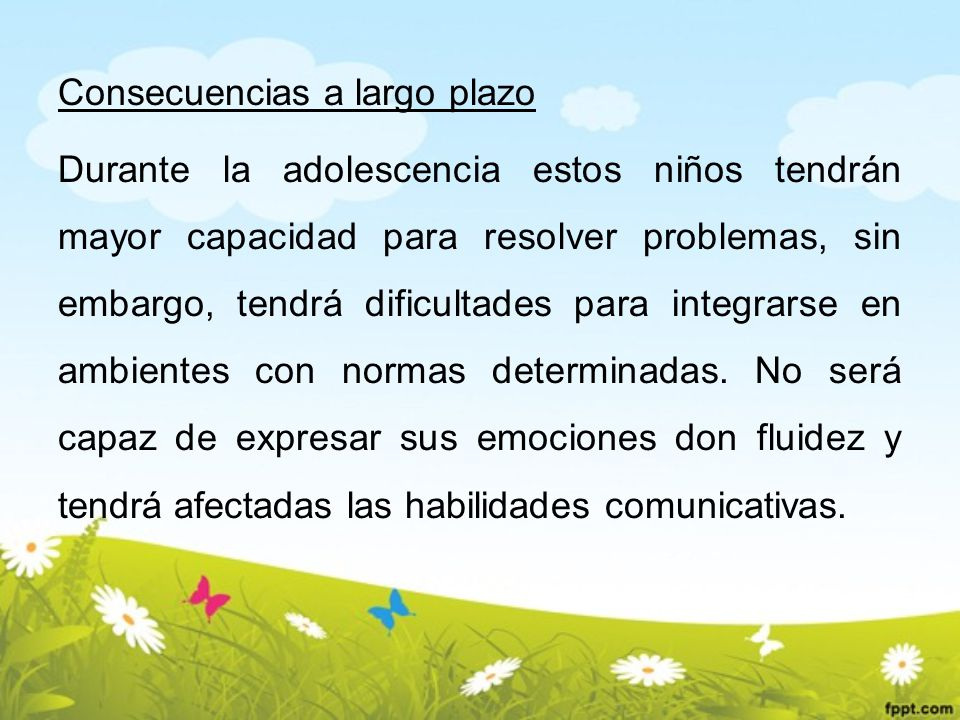 Consecuencias a largo plazo
Durante la adolescencia estos niños tendrán
mayor capacidad para resolver problemas, sin
embargo, tendrá dificultades para integrarse en
ambientes con normas determinadas. No será
capaz de expresar sus emociones don fluidez y
tendrá afectadas las habilidades comunicativas.
fppt.com